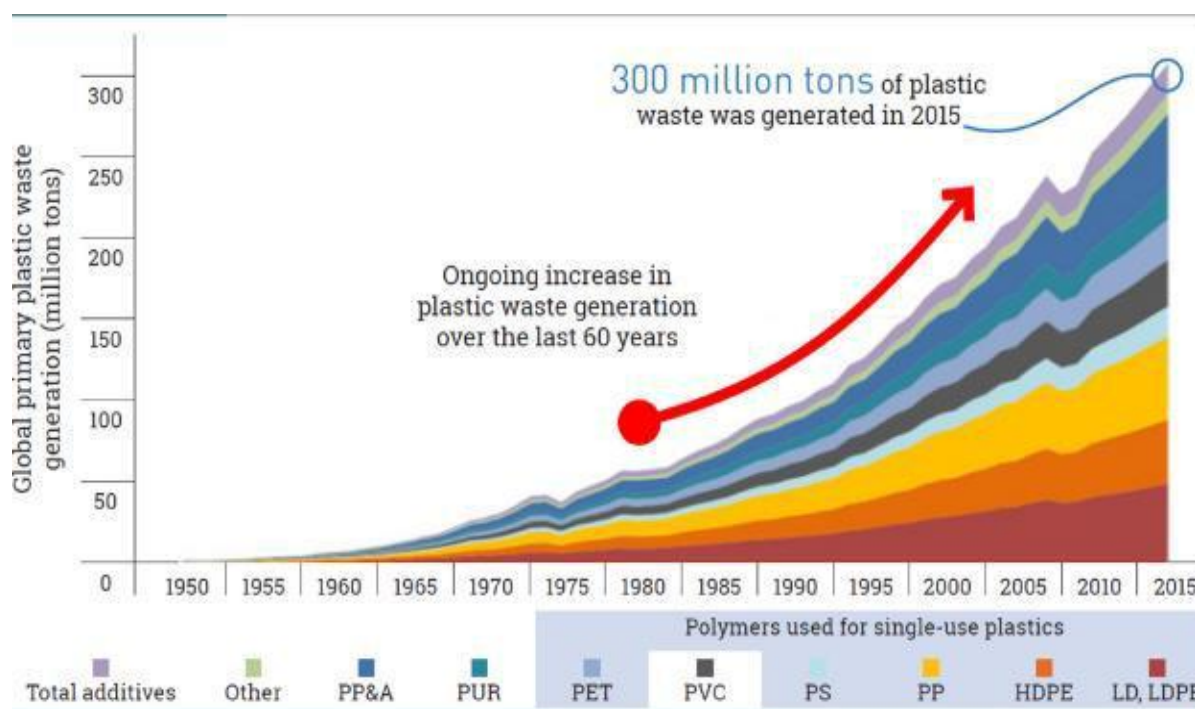 Global primary plastic waste
generation (million tons)
300
250
200
150
100
50
0
300 million tons of plastic
waste was generated in 2015
Ongoing increase in
plastic waste generation
over the last 60 years
1950 1955 1960 1965 1970 1975 1980 1985 1990 1995 2000 2005 2010 2015
Polymers used for single-use plastics
Total additives Other PP&A PUR PET PVC PS PP HDPE LD, LDPE